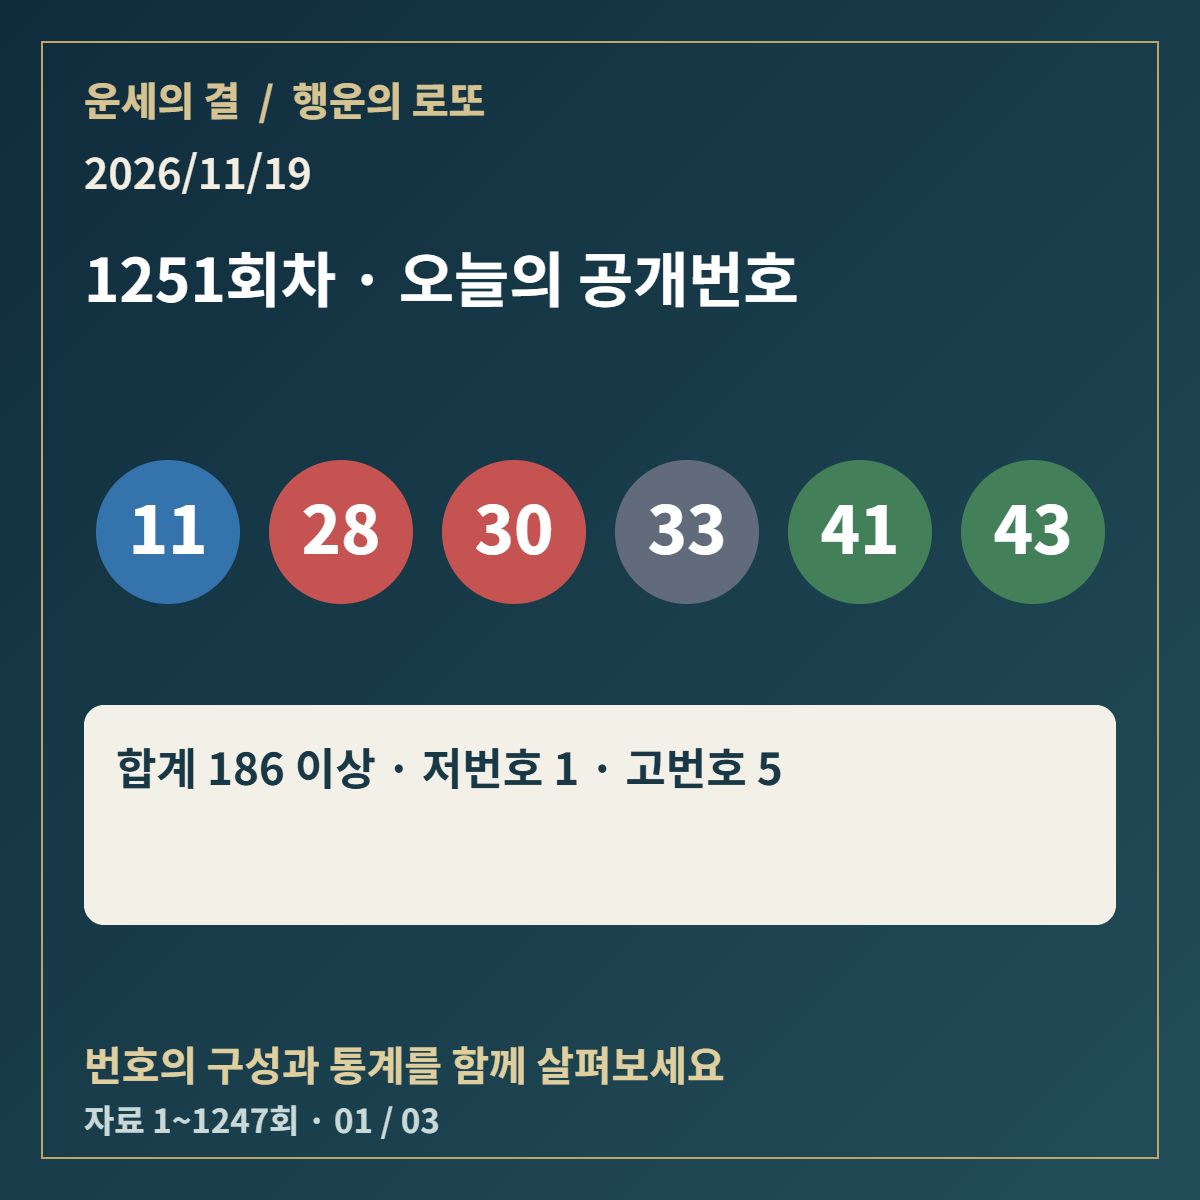 운세의 결 / 행운의 로또
2026/11/19
1251회차 · 오늘의 공개번호
11 28 30 33 41 43
합계 186 이상 · 저번호 1 · 고번호 5
번호의 구성과 통계를 함께 살펴보세요
자료 1~1247회 · 01 / 03